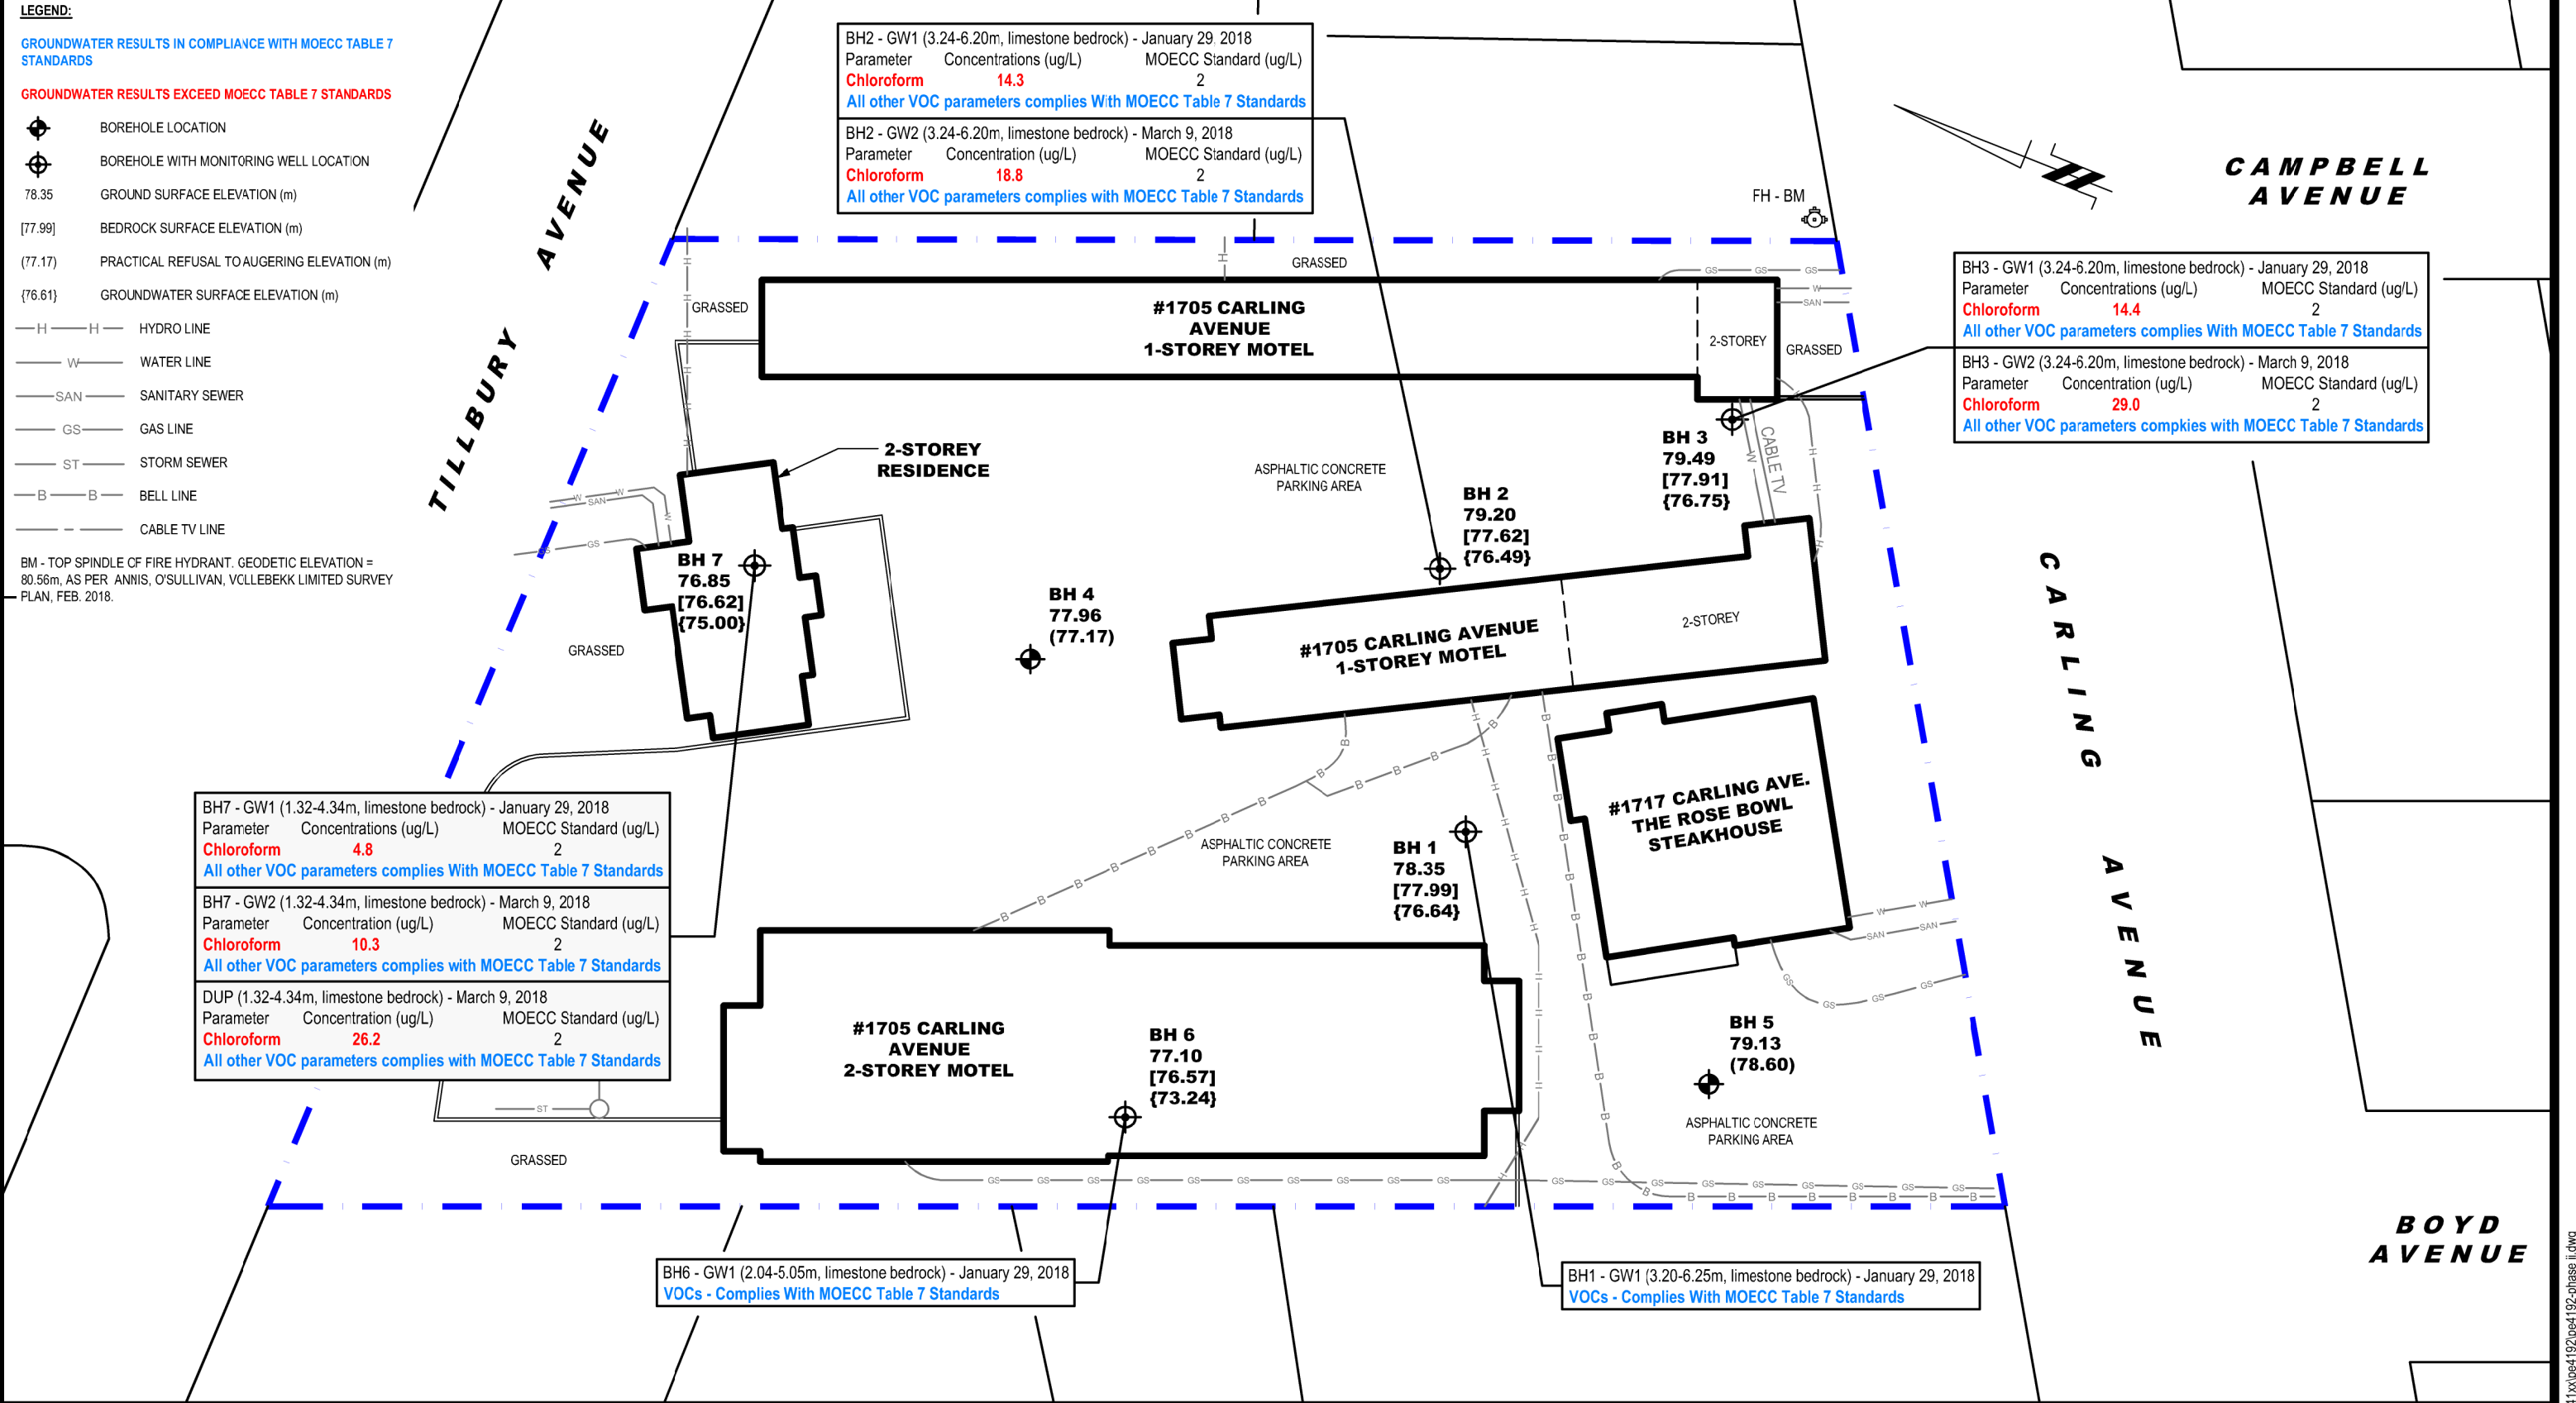 LEGEND:
GROUNDWATER RESULTS IN COMPLIANCE WITH MOECC TABLE 7
STANDARDS
GROUNDWATER RESULTS EXCEED MOECC TABLE 7 STANDARDS
BOREHOLE LOCATION
BOREHOLE WITH MONITORING WELL LOCATION
78.35 GROUND SURFACE ELEVATION (m)
[77.99] BEDROCK SURFACE ELEVATION (m)
(77.17) PRACTICAL REFUSAL TO AUGERING ELEVATION (m)
{76.61} GROUNDWATER SURFACE ELEVATION (m)
H H HYDRO LINE
W WATER LINE
SAN SANITARY SEWER
GS GAS LINE
ST STORM SEWER
B B BELL LINE
CABLE TV LINE
BM - TOP SPINDLE OF FIRE HYDRANT. GEODETIC ELEVATION =
80.56m, AS PER ANNIS, O'SULLIVAN, VOLLEBEKK LIMITED SURVEY
PLAN, FEB. 2018.
TILLBURY AVENUE
BH2 - GW1 (3.24-6.20m, limestone bedrock) - January 29, 2018
Parameter Concentrations (ug/L) MOECC Standard (ug/L)
Chloroform 14.3 2
All other VOC parameters complies With MOECC Table 7 Standards
BH2 - GW2 (3.24-6.20m, limestone bedrock) - March 9, 2018
Parameter Concentration (ug/L) MOECC Standard (ug/L)
Chloroform 18.8 2
All other VOC parameters complies with MOECC Table 7 Standards
FH - BM
CAMPBELL
AVENUE
BH3 - GW1 (3.24-6.20m, limestone bedrock) - January 29, 2018
Parameter Concentrations (ug/L) MOECC Standard (ug/L)
Chloroform 14.4 2
All other VOC parameters complies With MOECC Table 7 Standards
BH3 - GW2 (3.24-6.20m, limestone bedrock) - March 9, 2018
Parameter Concentration (ug/L) MOECC Standard (ug/L)
Chloroform 29.0 2
All other VOC parameters compkies with MOECC Table 7 Standards
GRASSED
GRASSED
#1705 CARLING
AVENUE
1-STOREY MOTEL
2-STOREY
GRASSED
GS GS GS
W
SAN
2-STOREY
RESIDENCE
ASPHALTIC CONCRETE
PARKING AREA
BH 3
79.49
[77.91]
{76.75}
CABLE TV
BH 2
79.20
[77.62]
{76.49}
BH 7
76.85
[76.62]
{75.00}
BH 4
77.96
(77.17)
GRASSED
#1705 CARLING AVENUE
1-STOREY MOTEL
2-STOREY
CARLING AVENUE
#1717 CARLING AVE.
THE ROSE BOWL
STEAKHOUSE
BH7 - GW1 (1.32-4.34m, limestone bedrock) - January 29, 2018
Parameter Concentrations (ug/L) MOECC Standard (ug/L)
Chloroform 4.8 2
All other VOC parameters complies With MOECC Table 7 Standards
BH7 - GW2 (1.32-4.34m, limestone bedrock) - March 9, 2018
Parameter Concentration (ug/L) MOECC Standard (ug/L)
Chloroform 10.3 2
All other VOC parameters complies with MOECC Table 7 Standards
DUP (1.32-4.34m, limestone bedrock) - March 9, 2018
Parameter Concentration (ug/L) MOECC Standard (ug/L)
Chloroform 26.2 2
All other VOC parameters complies with MOECC Table 7 Standards
ASPHALTIC CONCRETE
PARKING AREA
BH 1
78.35
[77.99]
{76.64}
#1705 CARLING
AVENUE
2-STOREY MOTEL
BH 6
77.10
[76.57]
{73.24}
BH 5
79.13
(78.60)
ASPHALTIC CONCRETE
PARKING AREA
ST
GRASSED
BOYD
AVENUE
BH6 - GW1 (2.04-5.05m, limestone bedrock) - January 29, 2018
VOCs - Complies With MOECC Table 7 Standards
BH1 - GW1 (3.20-6.25m, limestone bedrock) - January 29, 2018
VOCs - Complies With MOECC Table 7 Standards